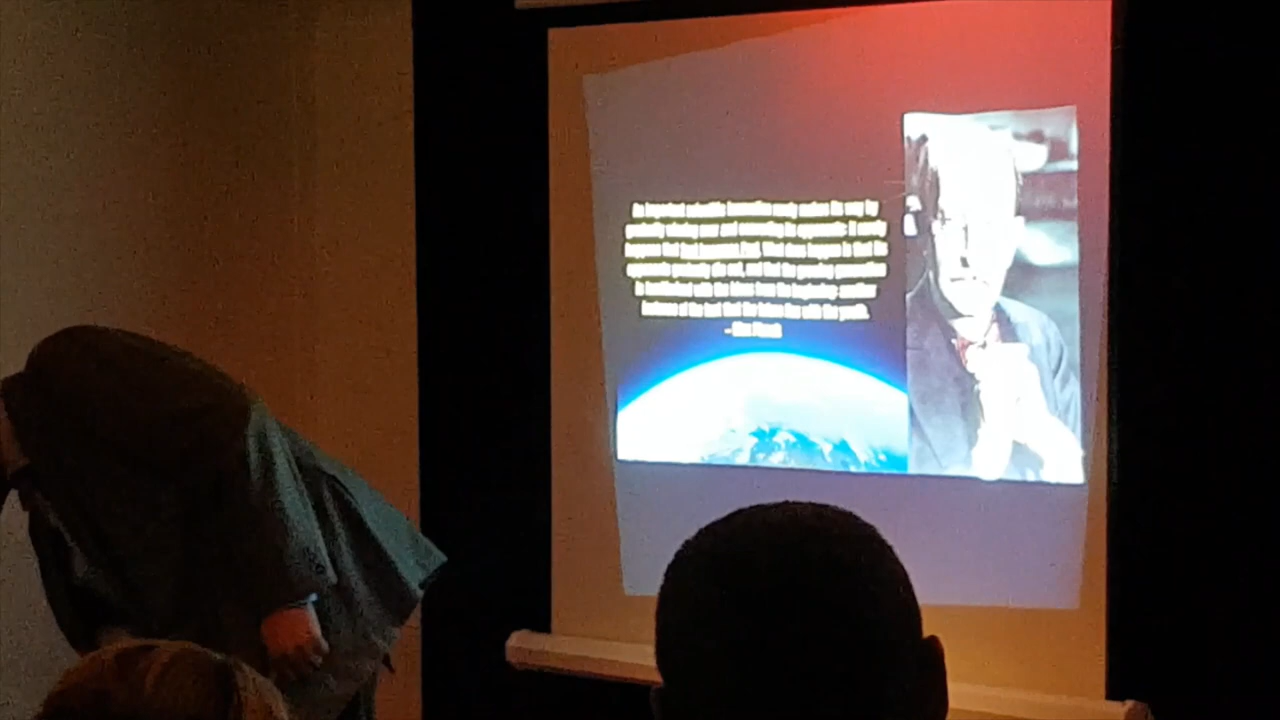 An important scientific innovation rarely makes its way by
gradually winning over and converting its opponents: it rarely
happens that What does happen is that its
opponents gradually die out, and that the growing generation
is familiarized with the ideas from the beginning: another
instance of the fact that the future lies with the youth.
—Max Planck